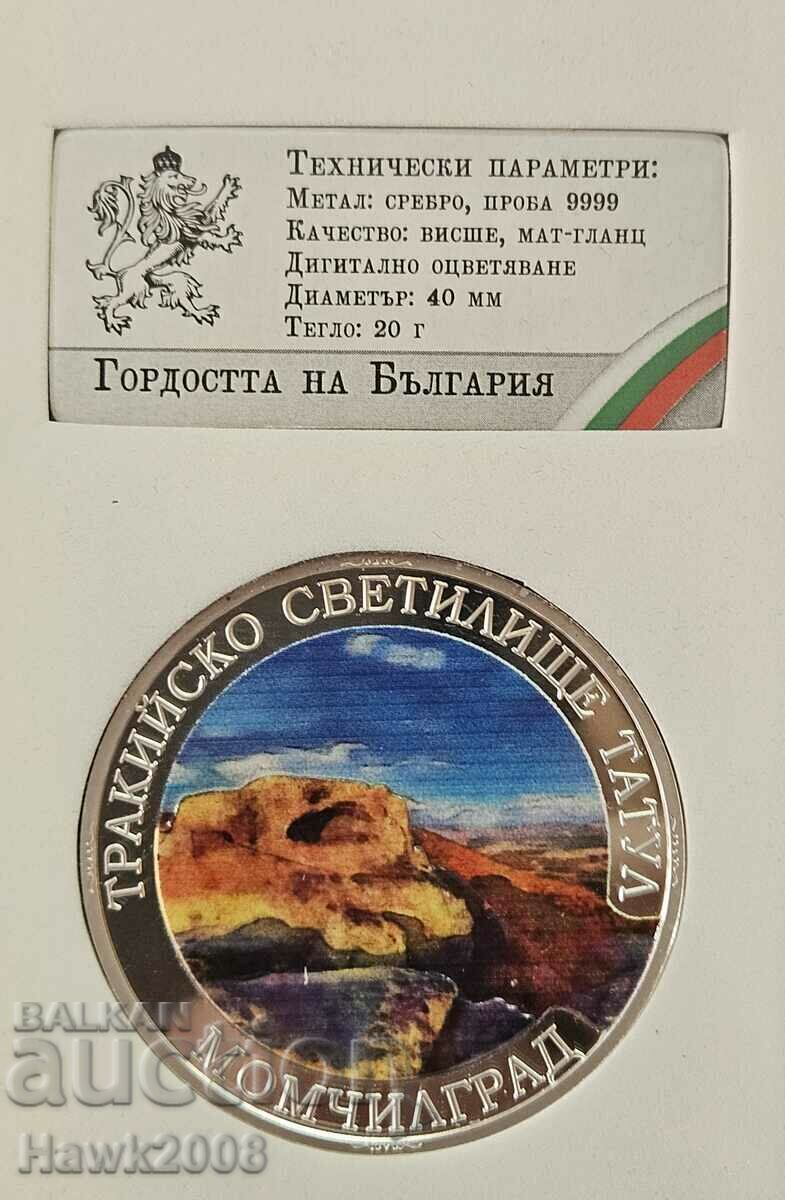 Технически параметри:
Метал: сребро, проба 9999
Качество: висше, мат-гланц
Дигитално оцветяване
Диаметър: 40 мм
Тегло: 20 г
Гордостта на България
ТРАКИЙСКО СВЕТИЛИЩЕ ТАТУЛ
МОМЧИЛГРАД
BALKAN
auction
Hawk2008